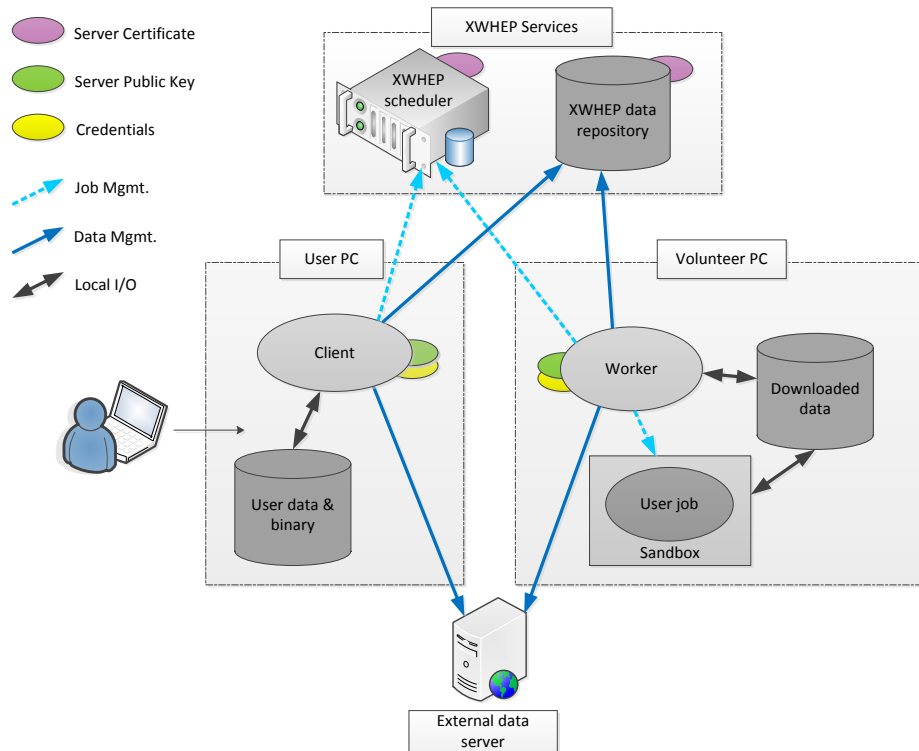 XWHEP Services
Server Certificate
Server Public Key
Credentials
Job Mgmt.
Data Mgmt.
Local I/O
XWHEP
scheduler
XWHEP data
repository
User PC
Volunteer PC
Client
Worker
Downloaded
data
User data &
binary
User job
Sandbox
External data
server